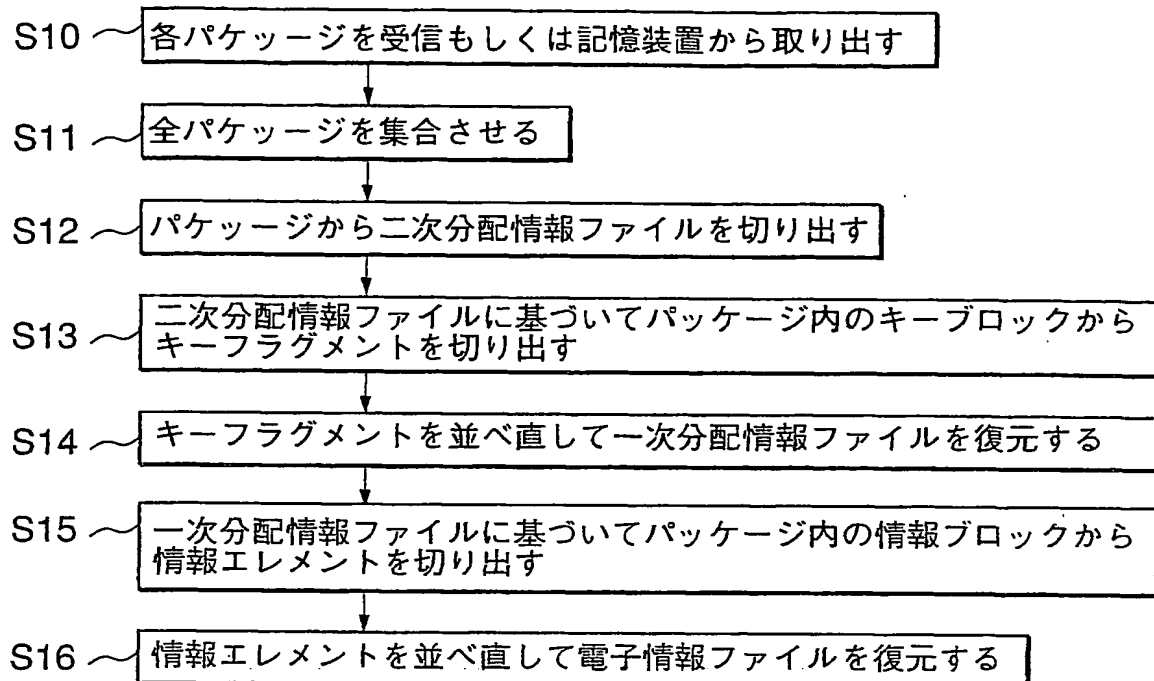 S10
各パケッージを受信もしくは記憶装置から取り出す
S11
全パケッージを集合させる
S12
パケッージから二次分配情報ファイルを切り出す
S13
二次分配情報ファイルに基づいてパッケージ内のキーブロックから
キーフラグメントを切り出す
S14
キーフラグメントを並べ直して一次分配情報ファイルを復元する
S15
一次分配情報ファイルに基づいてパッケージ内の情報ブロックから
情報エレメントを切り出す
S16
情報エレメントを並べ直して電子情報ファイルを復元する